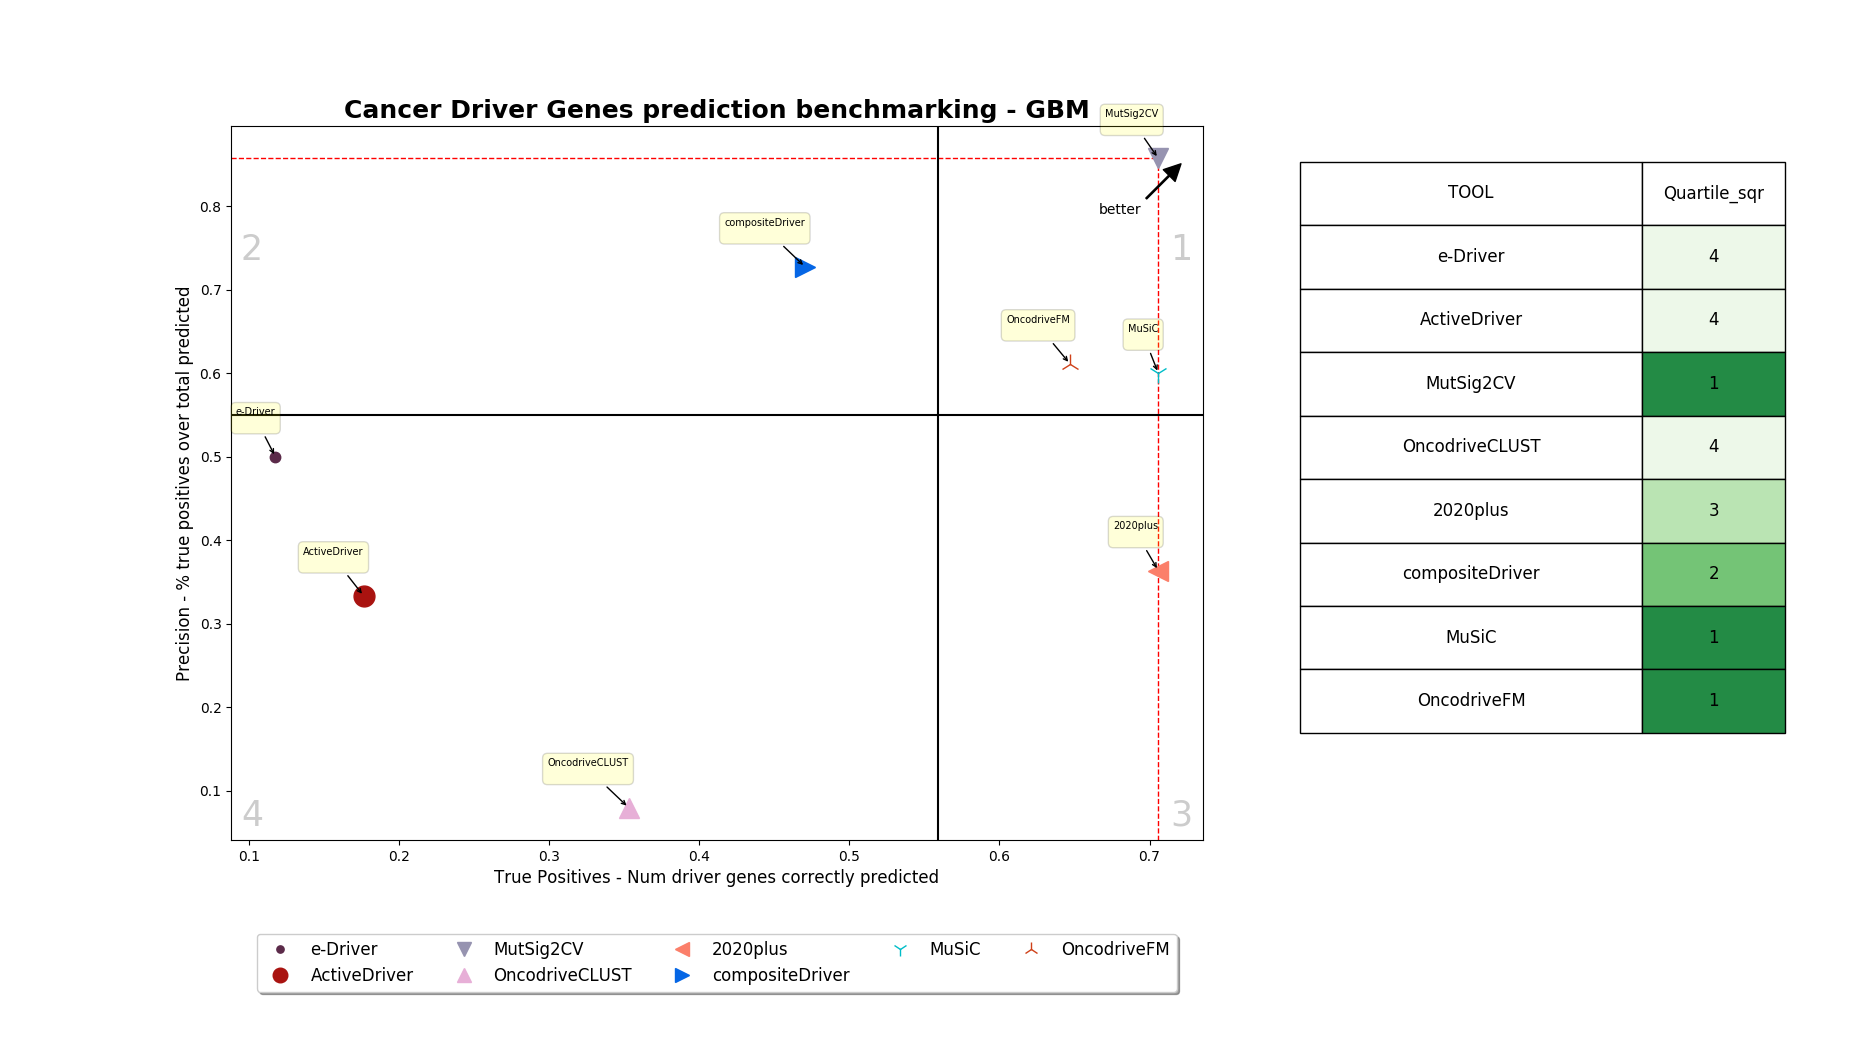 Cancer Driver Genes prediction benchmarking - GBM
MutSig2CV
better
compositeDriver
2
1
OncodriveFM
MuSiC
e-Driver
2020plus
ActiveDriver
OncodriveCLUST
4
3
Precision - % true positives over total predicted
0.8
0.7
0.6
0.5
0.4
0.3
0.2
0.1
0.1 0.2 0.3 0.4 0.5 0.6 0.7
True Positives - Num driver genes correctly predicted
e-Driver MutSig2CV 2020plus MuSiC OncodriveFM
ActiveDriver OncodriveCLUST compositeDriver
TOOL Quartile_sqr
e-Driver 4
ActiveDriver 4
MutSig2CV 1
OncodriveCLUST 4
2020plus 3
compositeDriver 2
MuSiC 1
OncodriveFM 1